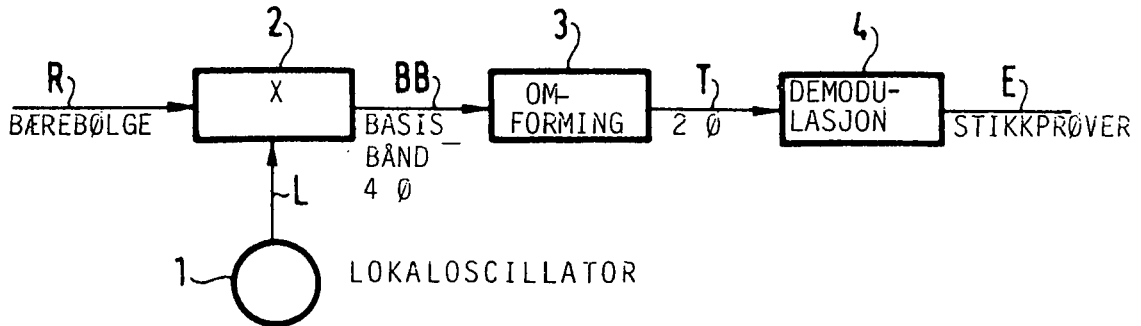 2
3
4
R
X
BB
OM-
FORMING
T
DEMODU-
LASJON
E
BÆREBØLGE
BASIS-
BÅND
4 Ø
2 Ø
STIKKPRØVER
L
1
LOKALOSCILLATOR